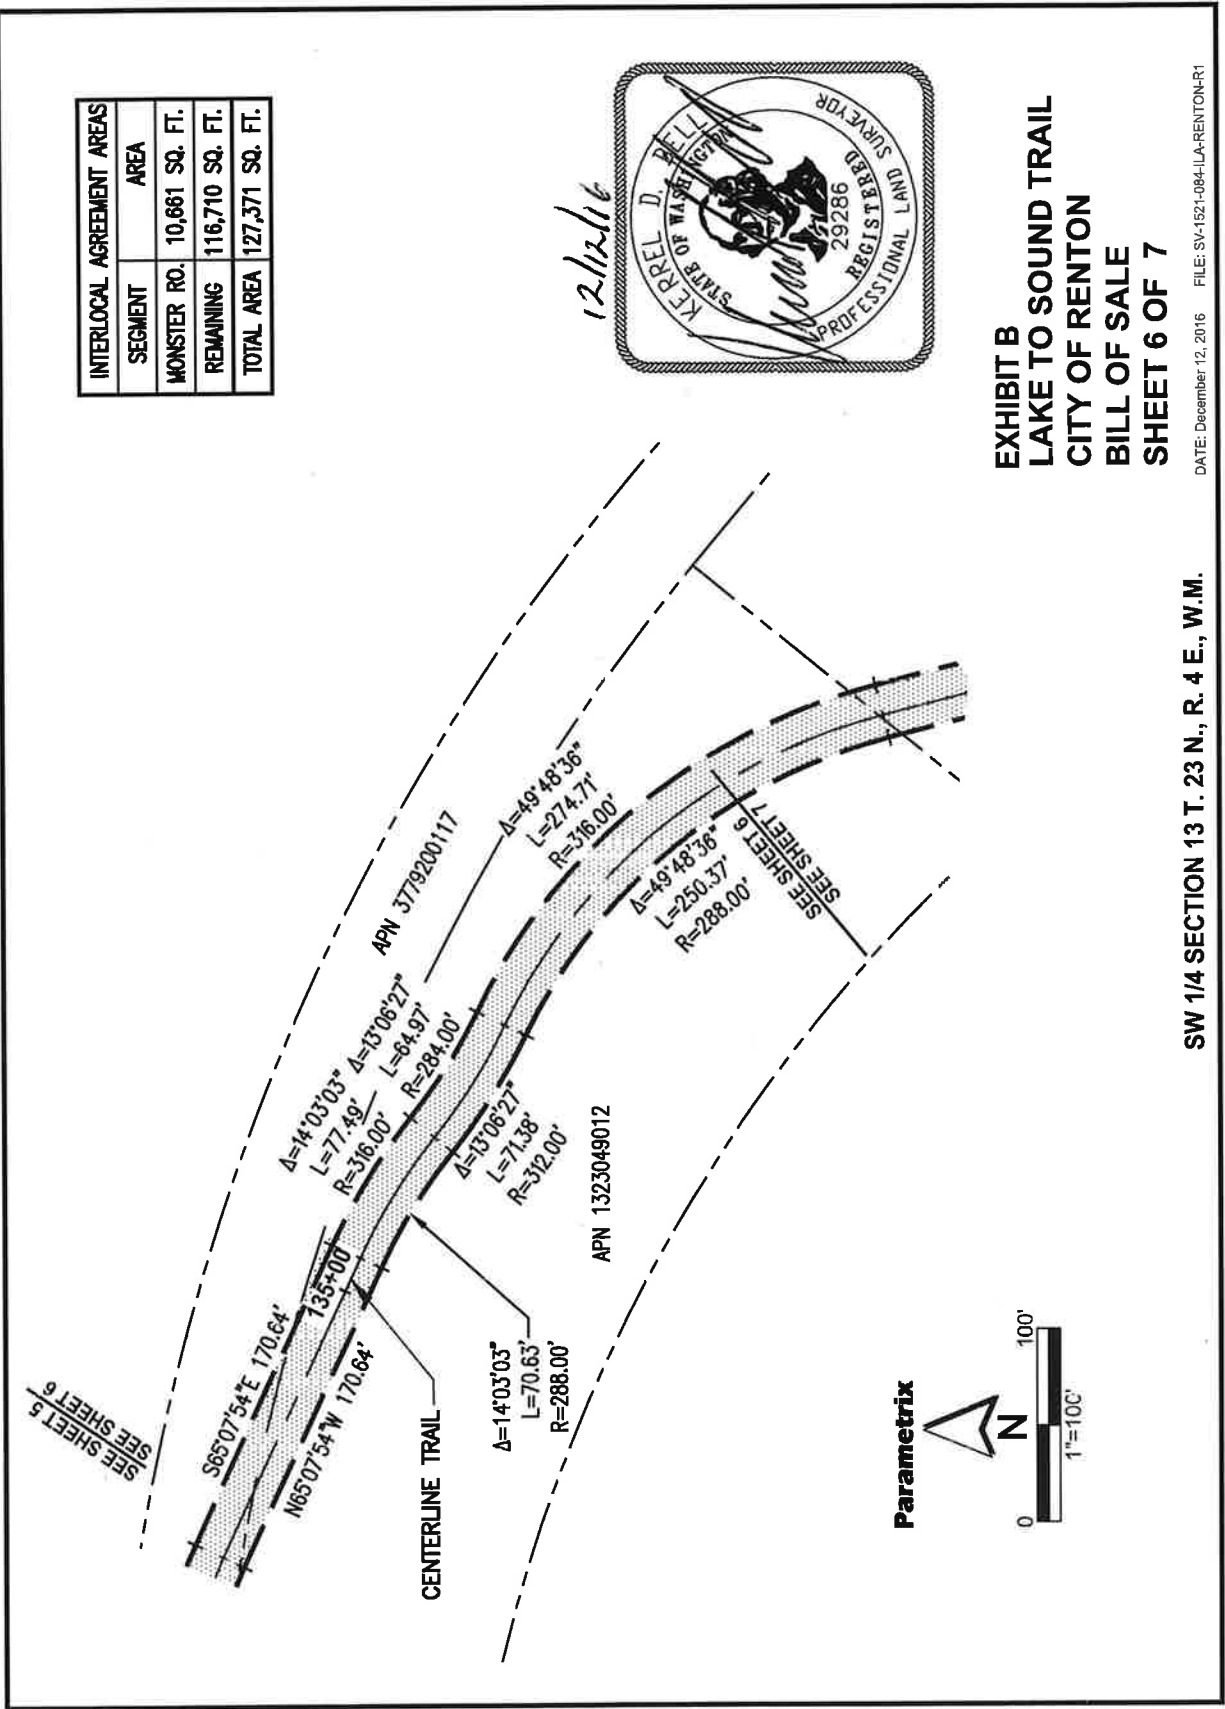 INTERLOCAL AGREEMENT AREAS
SEGMENT AREA
MONSTER RD. 10,661 SQ. FT.
REMAINING 116,710 SQ. FT.
TOTAL AREA 127,371 SQ. FT.
12/12/16
KERREL D. BELL
STATE OF WASHINGTON
29286
REGISTERED
PROFESSIONAL LAND SURVEYOR
SEE SHEET 5
SEE SHEET 6
S65°07'54"E 170.64'
135+00
N65°07'54"W 170.64'
CENTERLINE TRAIL
Δ=14°03'03"
L=77.49'
R=316.00'
Δ=13°06'27"
L=64.97'
R=284.00'
APN 3779200117
Δ=49°48'36"
L=274.71'
R=316.00'
Δ=14°03'03"
L=70.63'
R=288.00'
Δ=13°06'27"
L=71.38'
R=312.00'
APN 1323049012
Δ=49°48'36"
L=250.37'
R=288.00'
SEE SHEET 6
SEE SHEET 7
Parametrix
N
0 100'
1"=100'
EXHIBIT B
LAKE TO SOUND TRAIL
CITY OF RENTON
BILL OF SALE
SHEET 6 OF 7
SW 1/4 SECTION 13 T. 23 N., R. 4 E., W.M.
DATE: December 12, 2016 FILE: SV-1521-084-ILA-RENTON-R1